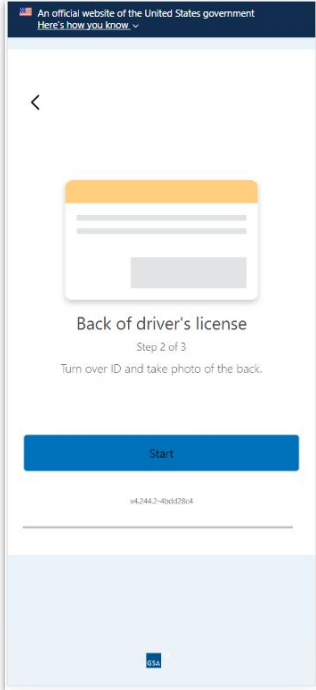 An official website of the United States government
Here's how you know
Back of driver's license
Step 2 of 3
Turn over ID and take photo of the back.
Start
v4.244.2-4bdd28c4
GSA